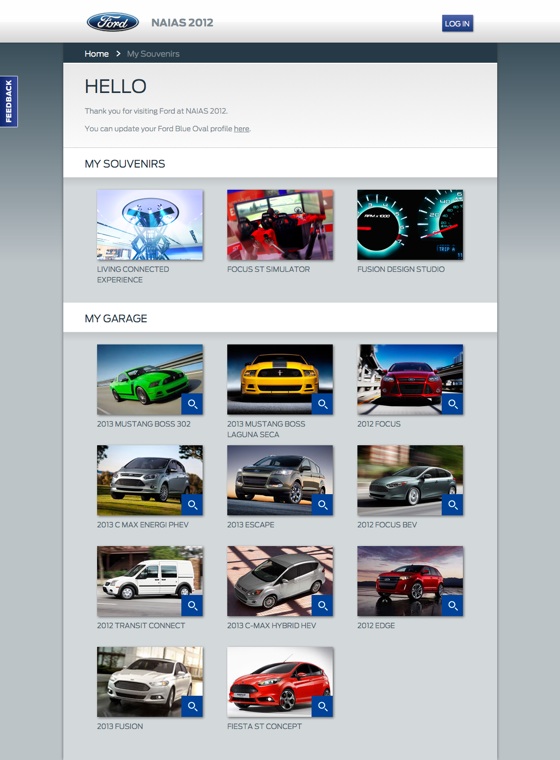 Ford NAIAS 2012
LOG IN
Home > My Souvenirs
FEEDBACK
HELLO
Thank you for visiting Ford at NAIAS 2012.
You can update your Ford Blue Oval profile here.
MY SOUVENIRS
LIVING CONNECTED
EXPERIENCE
FOCUS ST SIMULATOR
RPM x 1000
TRIP
FUSION DESIGN STUDIO
MY GARAGE
2013 MUSTANG BOSS 302
2013 MUSTANG BOSS
LAGUNA SECA
2012 FOCUS
2013 C MAX ENERGI PHEV
2013 ESCAPE
2012 FOCUS BEV
2012 TRANSIT CONNECT
2013 C-MAX HYBRID HEV
2012 EDGE
2013 FUSION
FIESTA ST CONCEPT